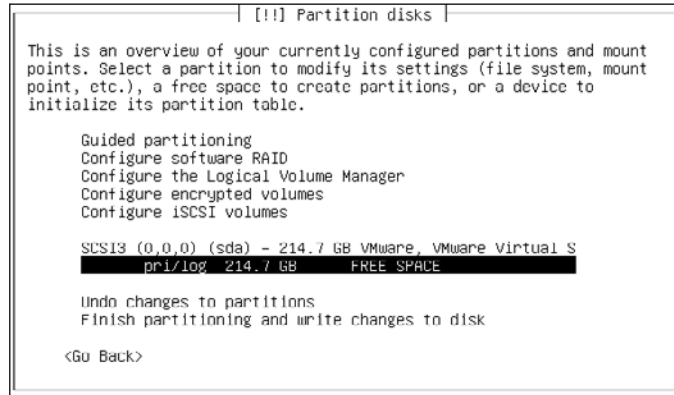 [!!] Partition disks
This is an overview of your currently configured partitions and mount
points. Select a partition to modify its settings (file system, mount
point, etc.), a free space to create partitions, or a device to
initialize its partition table.
Guided partitioning
Configure software RAID
Configure the Logical Volume Manager
Configure encrypted volumes
Configure iSCSI volumes
SCSI3 (0,0,0) (sda) - 214.7 GB VMware, VMware Virtual S
pri/log 214.7 GB FREE SPACE
Undo changes to partitions
Finish partitioning and write changes to disk
<Go Back>